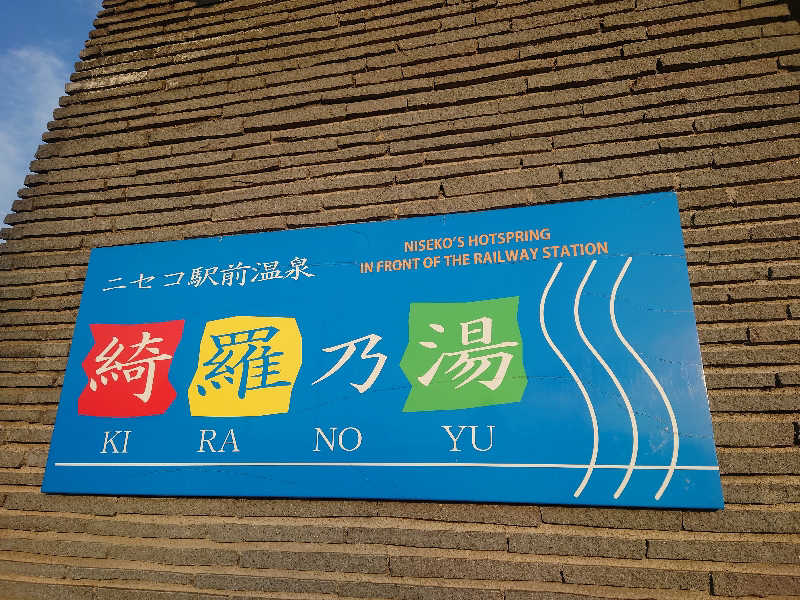 ニセコ駅前温泉
NISEKO'S HOTSPRING
IN FRONT OF THE RAILWAY STATION
綺羅乃湯
KI RA NO YU